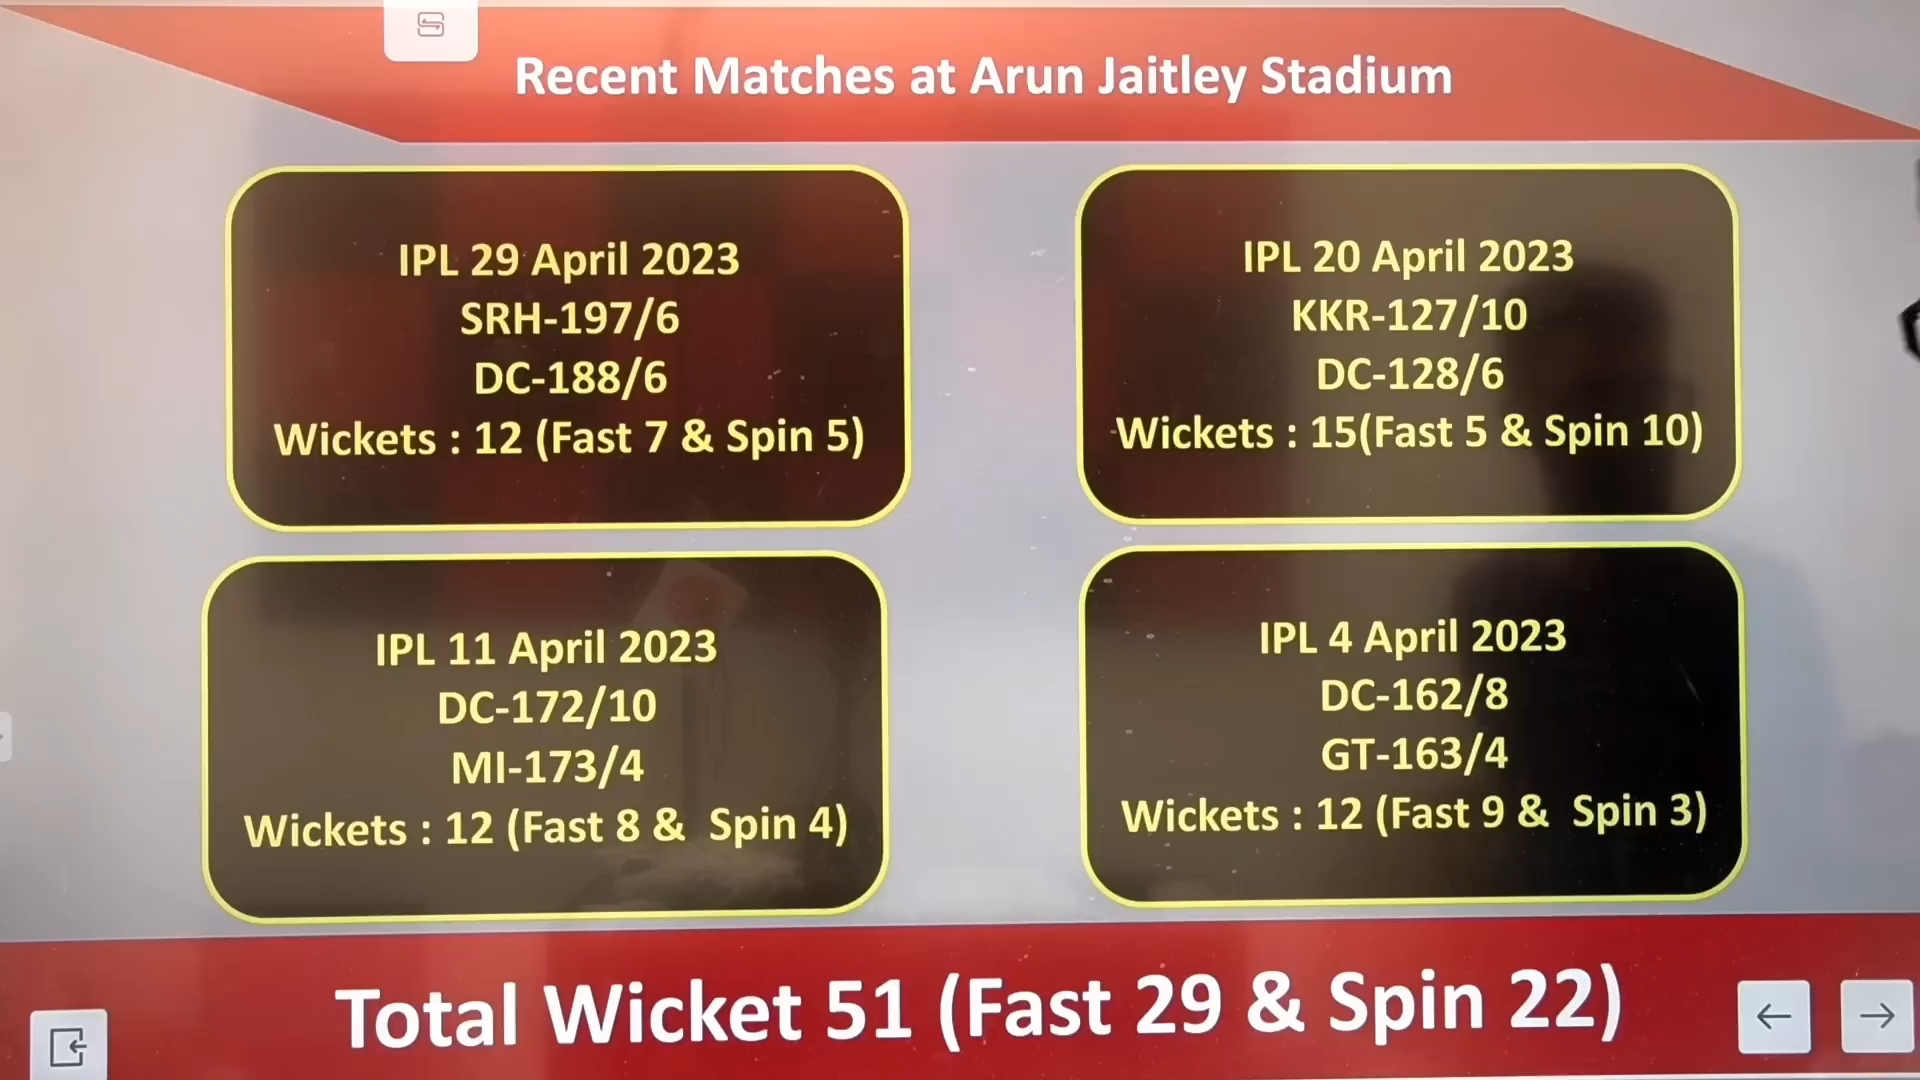 Recent Matches at Arun Jaitley Stadium
IPL 29 April 2023
SRH-197/6
DC-188/6
Wickets : 12 (Fast 7 & Spin 5)
IPL 20 April 2023
KKR-127/10
DC-128/6
Wickets : 15(Fast 5 & Spin 10)
IPL 11 April 2023
DC-172/10
MI-173/4
Wickets : 12 (Fast 8 &  Spin 4)
IPL 4 April 2023
DC-162/8
GT-163/4
Wickets : 12 (Fast 9 &  Spin 3)
Total Wicket 51 (Fast 29 & Spin 22)